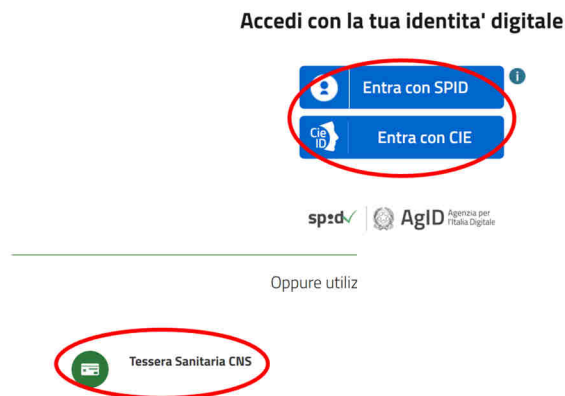 Accedi con la tua identita' digitale
Entra con SPID
i
Cie
ID
Entra con CIE
sp:d
AgID Agenzia per
l'Italia Digitale
Oppure utiliz
Tessera Sanitaria CNS